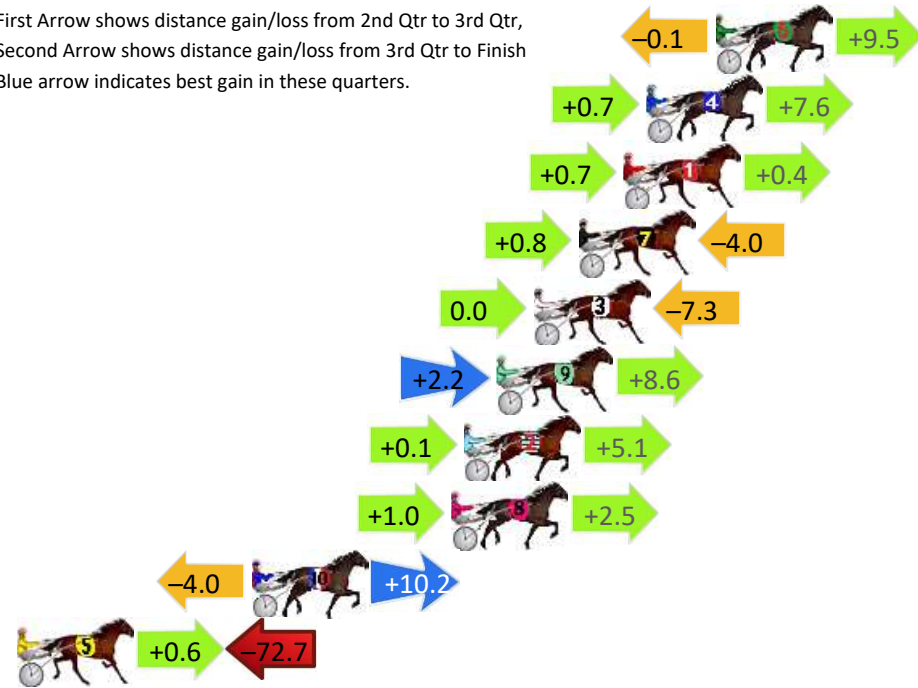 First Arrow shows distance gain/loss from 2nd Qtr to 3rd Qtr,
Second Arrow shows distance gain/loss from 3rd Qtr to Finish
Blue arrow indicates best gain in these quarters.
–0.1 +9.5
+0.7 4 +7.6
+0.7 1 +0.4
+0.8 7 –4.0
0.0 3 –7.3
+2.2 9 +8.6
+0.1 2 +5.1
+1.0 8 +2.5
–4.0 10 +10.2
5 +0.6 –72.7